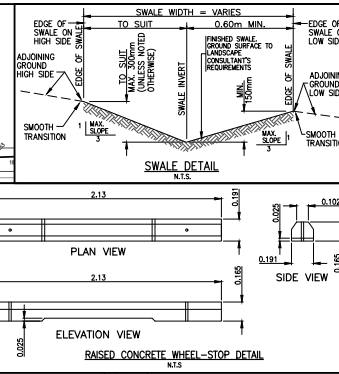 SWALE WIDTH = VARIES
EDGE OF
SWALE ON
HIGH SIDE
TO SUIT
0.60m MIN.
EDGE OF
SWALE ON
LOW SIDE
EDGE OF SWALE
TO SUIT
MAX. 300mm
(UNLESS NOTED
OTHERWISE)
SWALE INVERT
FINISHED SWALE.
GROUND SURFACE TO
LANDSCAPE
CONSULTANT'S
REQUIREMENTS
MIN.
150mm
EDGE OF SWALE
ADJOINING
GROUND
HIGH SIDE
ADJOINING
GROUND
LOW SIDE
SMOOTH
TRANSITION
1
MAX.
SLOPE
3
MAX.
SLOPE
3
1
SMOOTH
SWALE DETAIL
N.T.S.
2.13
0.191
PLAN VIEW
0.025
0.102
0.191
0.165
SIDE VIEW
2.13
0.165
0.025
ELEVATION VIEW
RAISED CONCRETE WHEEL-STOP DETAIL
N.T.S